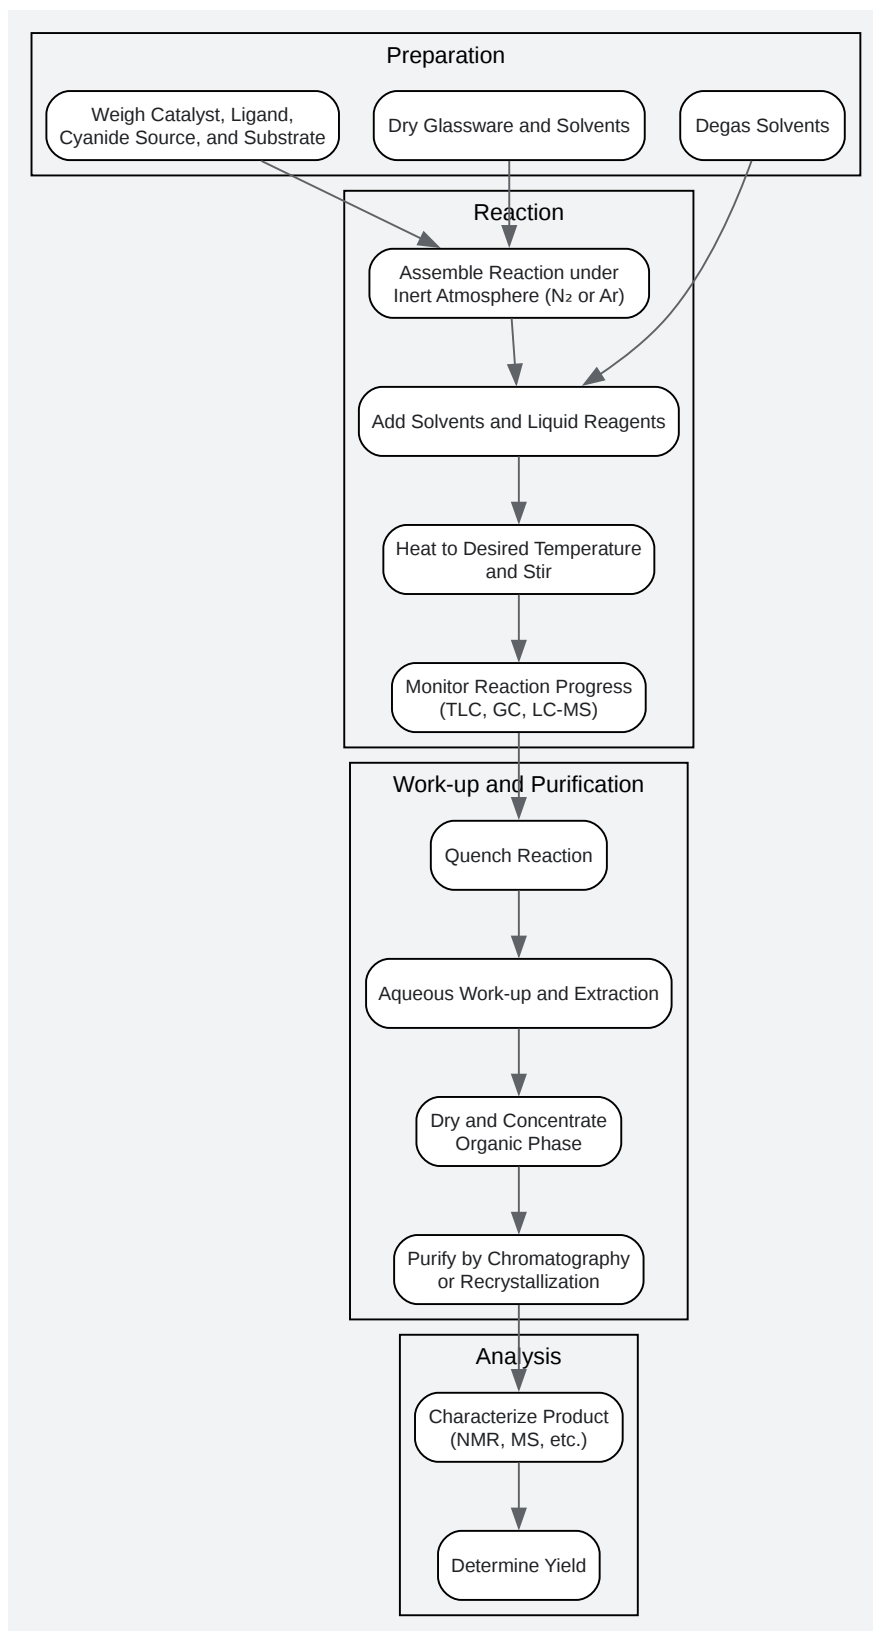 Preparation
Weigh Catalyst, Ligand,
Cyanide Source, and Substrate
Dry Glassware and Solvents
Degas Solvents
Reaction
Assemble Reaction under
Inert Atmosphere (N₂ or Ar)
Add Solvents and Liquid Reagents
Heat to Desired Temperature
and Stir
Monitor Reaction Progress
(TLC, GC, LC-MS)
Work-up and Purification
Quench Reaction
Aqueous Work-up and Extraction
Dry and Concentrate
Organic Phase
Purify by Chromatography
or Recrystallization
Analysis
Characterize Product
(NMR, MS, etc.)
Determine Yield